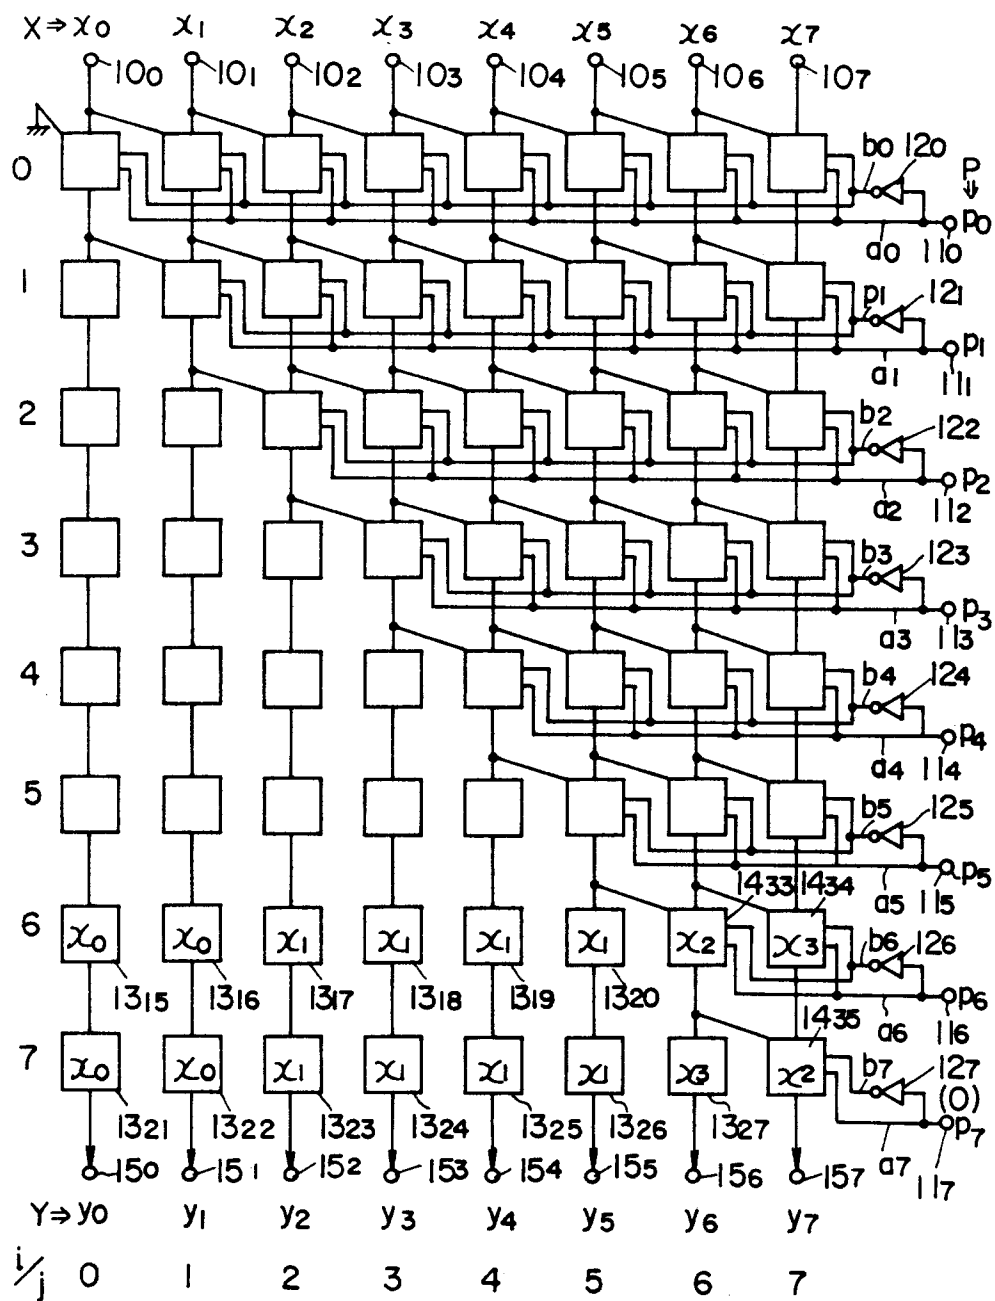 X⇒x0 x1 x2 x3 x4 x5 x6 x7
100 101 102 103 104 105 106 107
0 b0 120 P⇓
a0 110 p0
1 p1 121
a1 111 p1
2 b2 122
a2 112 p2
3 b3 123
a3 113 p3
4 b4 124
a4 114 p4
5 b5 125
a5 115 p5
1433 1434
6 x0 x0 x1 x1 x1 x1 x2 x3 b6 126
1315 1316 1317 1318 1319 1320
a6 116 p6
1435
7 x0 x0 x1 x1 x1 x1 x3 x2 b7 127
(0)
1321 1322 1323 1324 1325 1326 1327
a7 117 p7
150 151 152 153 154 155 156 157
Y⇒y0 y1 y2 y3 y4 y5 y6 y7
i/j 0 1 2 3 4 5 6 7